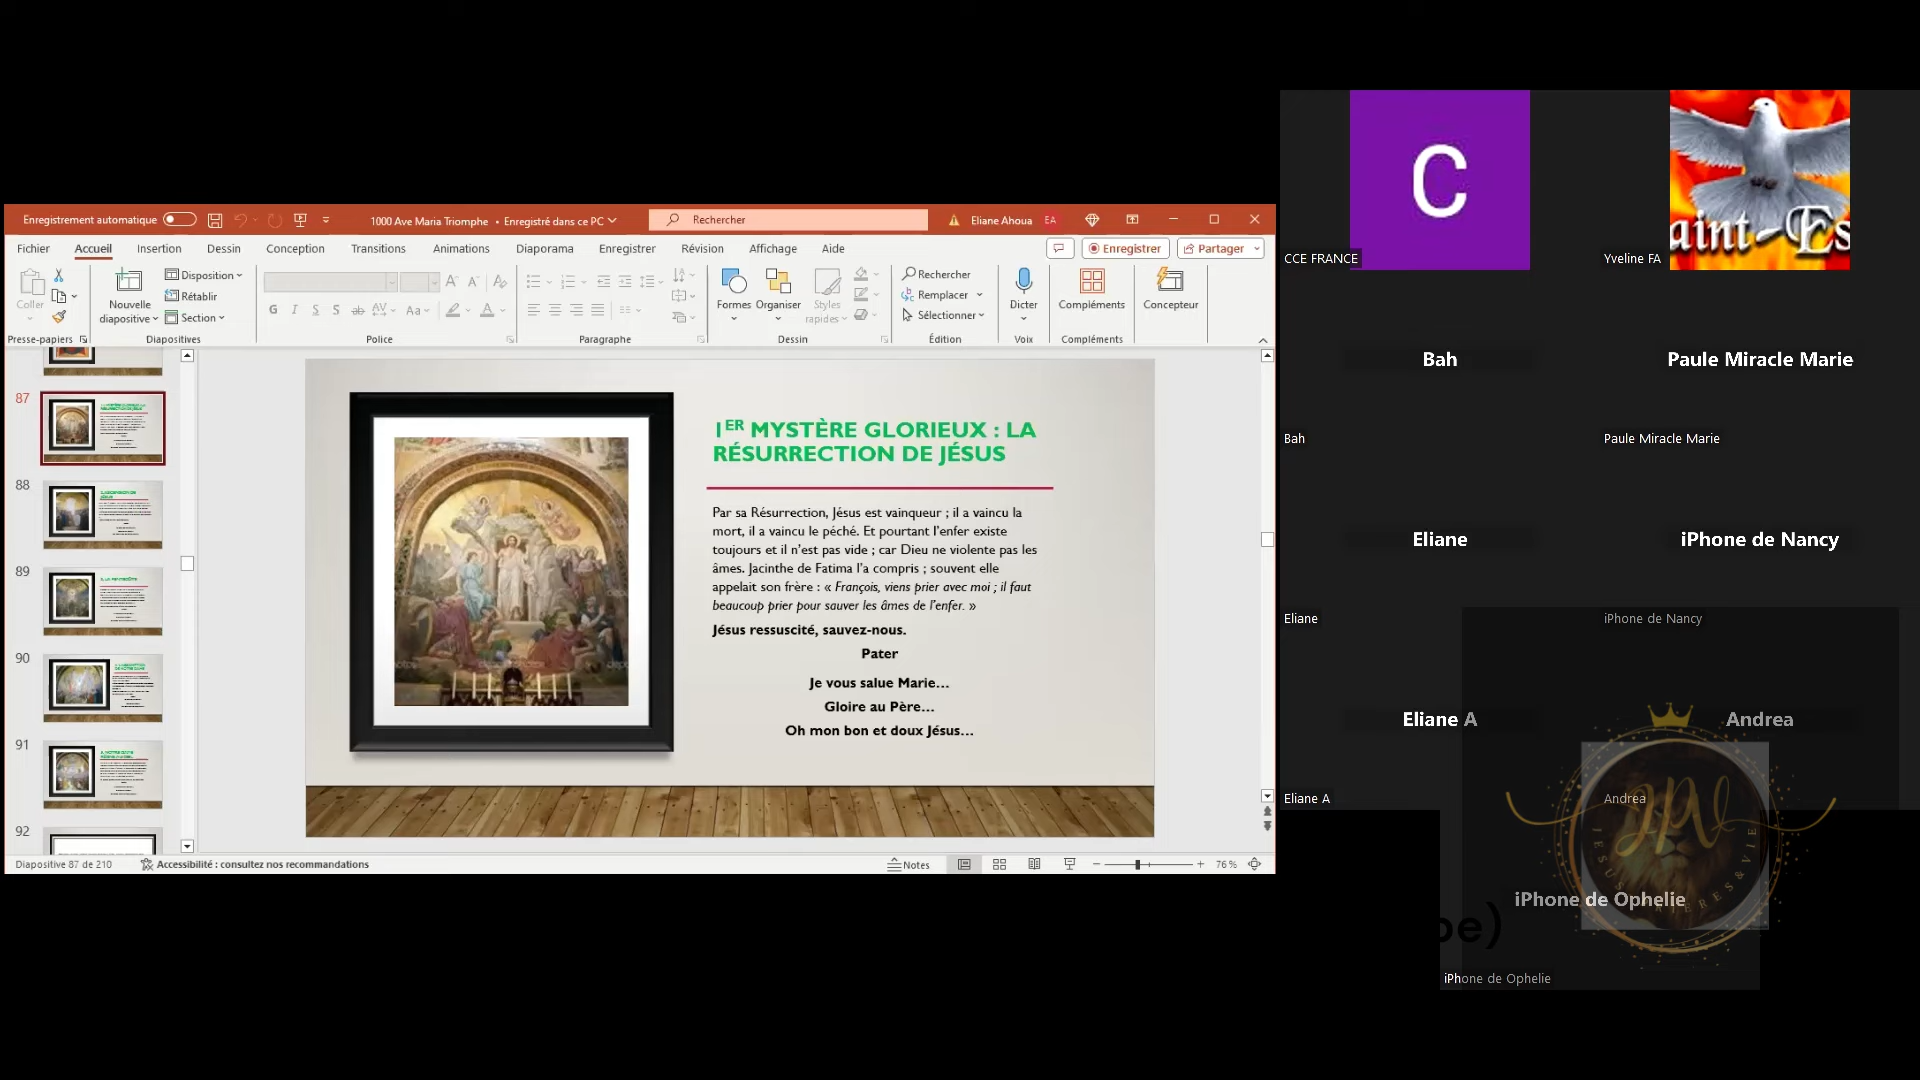 Enregistrement automatique
1000 Ave Maria Triomphe • Enregistré dans ce PC
Rechercher
Eliane Ahoua EA
Fichier Accueil Insertion Dessin Conception Transitions Animations Diaporama Enregistrer Révision Affichage Aide
Enregistrer
Partager
Coller
Presse-papiers
Nouvelle
diapositive
Disposition
Rétablir
Section
Diapositives
G I S S ab AV Aa A
Police
Paragraphe
Formes
Organiser
Styles
rapides
Dessin
Rechercher
Remplacer
Sélectionner
Édition
Dicter
Voix
Compléments
Compléments
Concepteur
87
88
89
90
91
92
1ER MYSTÈRE GLORIEUX : LA
RÉSURRECTION DE JÉSUS
Par sa Résurrection, Jésus est vainqueur ; il a vaincu la
mort, il a vaincu le péché. Et pourtant l'enfer existe
toujours et il n'est pas vide ; car Dieu ne violente pas les
âmes. Jacinthe de Fatima l'a compris ; souvent elle
appelait son frère : « François, viens prier avec moi ; il faut
beaucoup prier pour sauver les âmes de l'enfer. »
Jésus ressuscité, sauvez-nous.
Pater
Je vous salue Marie…
Gloire au Père…
Oh mon bon et doux Jésus…
Diapositive 87 de 210
Accessibilité : consultez nos recommandations
Notes
76 %
C
CCE FRANCE
aint-Es
Yveline FA
Bah
Bah
Paule Miracle Marie
Paule Miracle Marie
Eliane
Eliane
iPhone de Nancy
iPhone de Nancy
Eliane A
Eliane A
Andrea
Andrea
JPV
be)
iPhone de Ophelie
iPhone de Ophelie